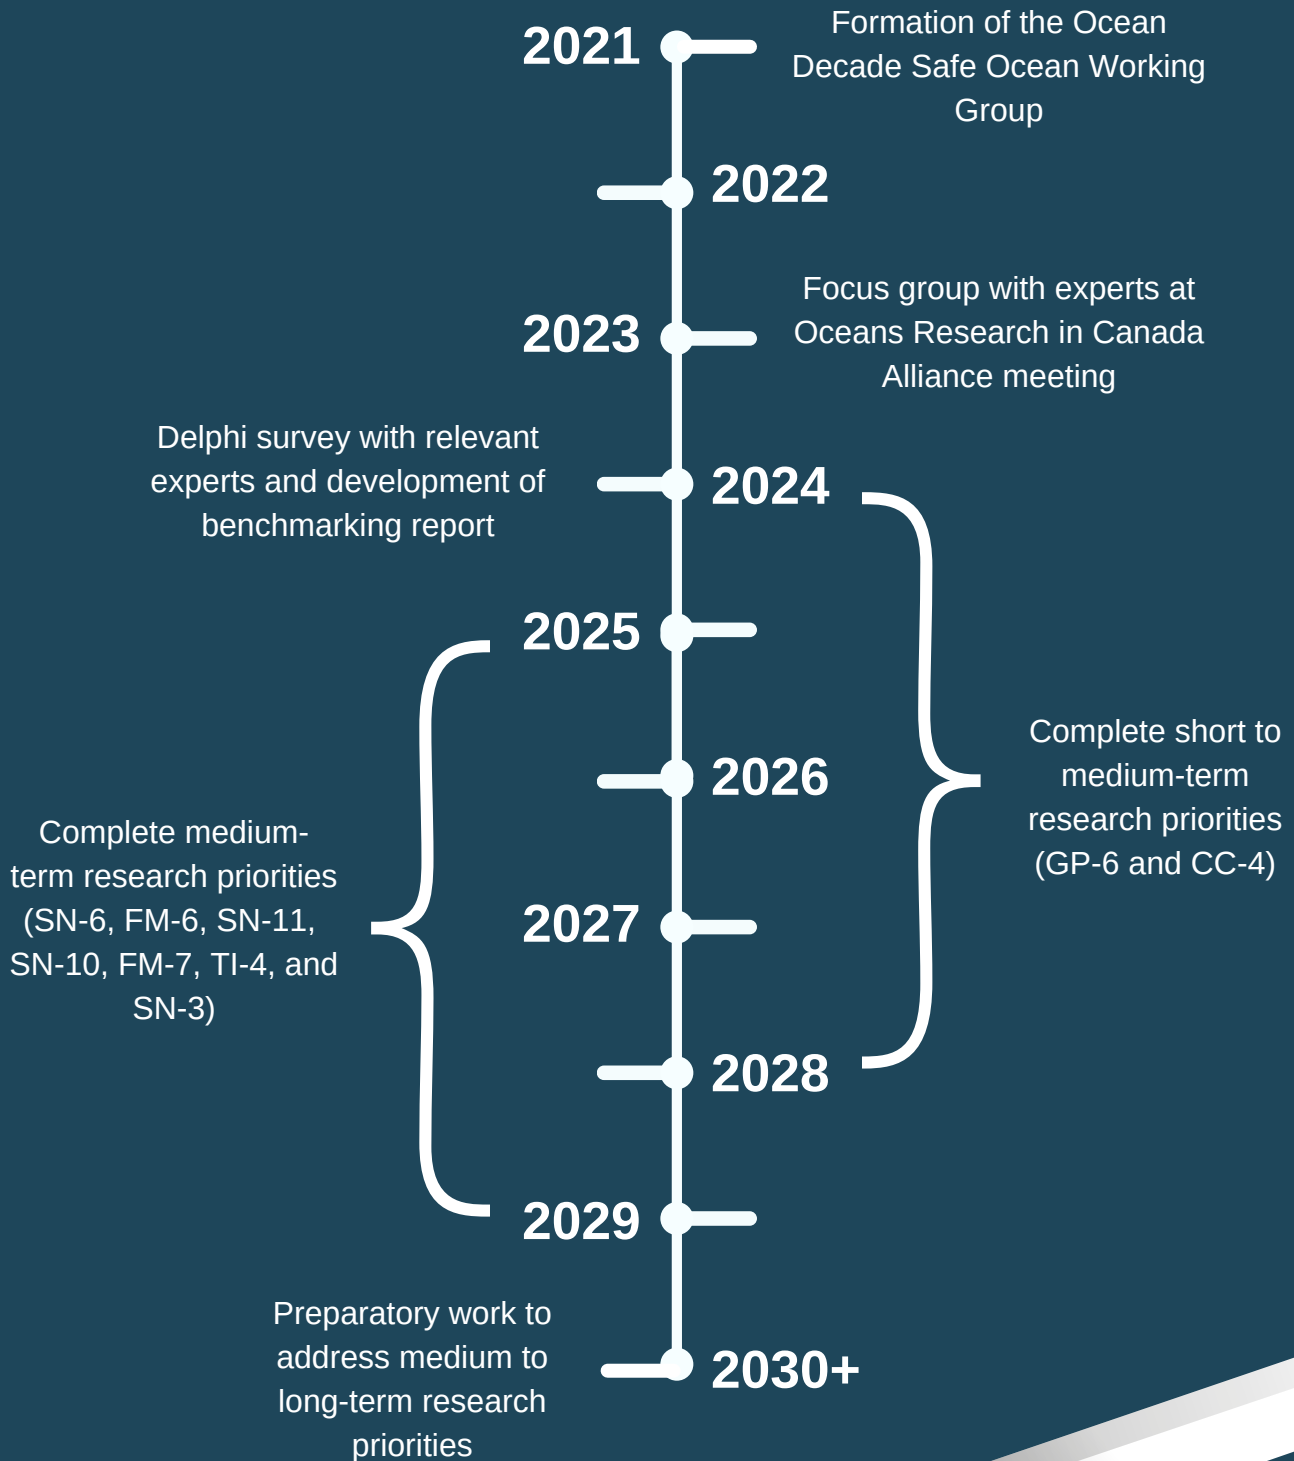 2021
Formation of the Ocean
Decade Safe Ocean Working
Group
2022
2023
Focus group with experts at
Oceans Research in Canada
Alliance meeting
Delphi survey with relevant
experts and development of
benchmarking report
2024
2025
2026
Complete short to
medium-term
research priorities
(GP-6 and CC-4)
Complete medium-
term research priorities
(SN-6, FM-6, SN-11,
SN-10, FM-7, TI-4, and
SN-3)
2027
2028
2029
Preparatory work to
address medium to
long-term research
priorities
2030+